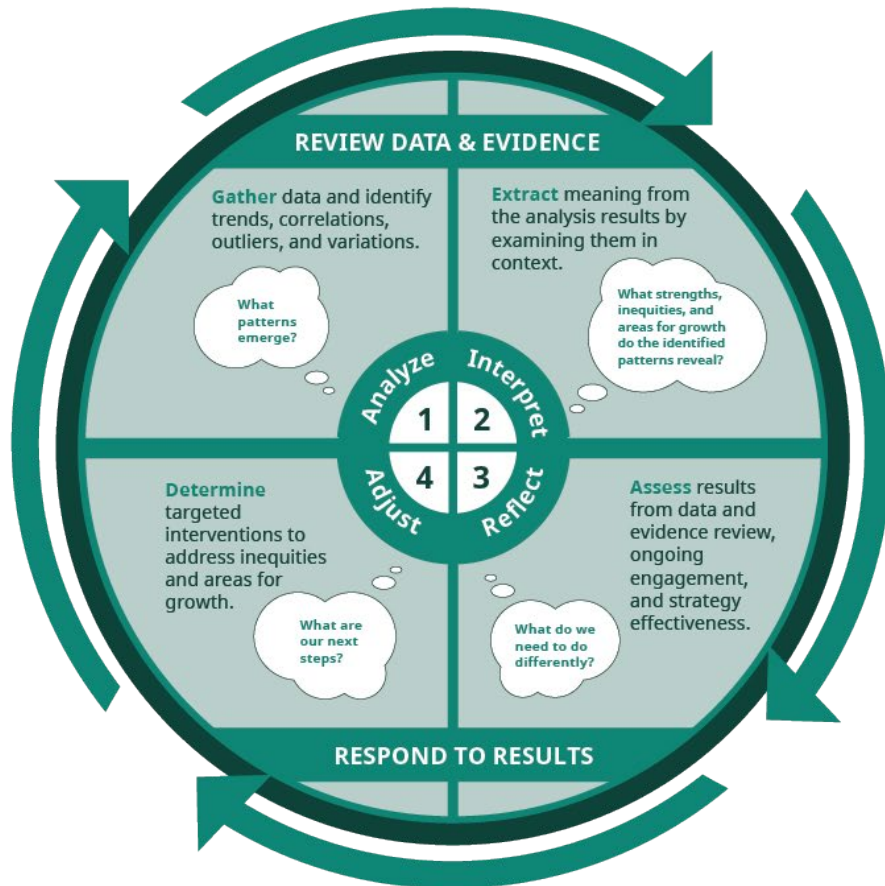 REVIEW DATA & EVIDENCE
Gather data and identify
trends, correlations,
outliers, and variations.
What
patterns
emerge?
Extract meaning from
the analysis results by
examining them in
context.
What strengths,
inequities, and
areas for growth
do the identified
patterns reveal?
Analyze
Interpret
1
2
4
3
Adjust
Reflect
Assess results
from data and
evidence review,
ongoing
engagement,
and strategy
effectiveness.
What do we
need to do
differently?
Determine
targeted
interventions to
address inequities
and areas for
growth.
What are
our next
steps?
RESPOND TO RESULTS